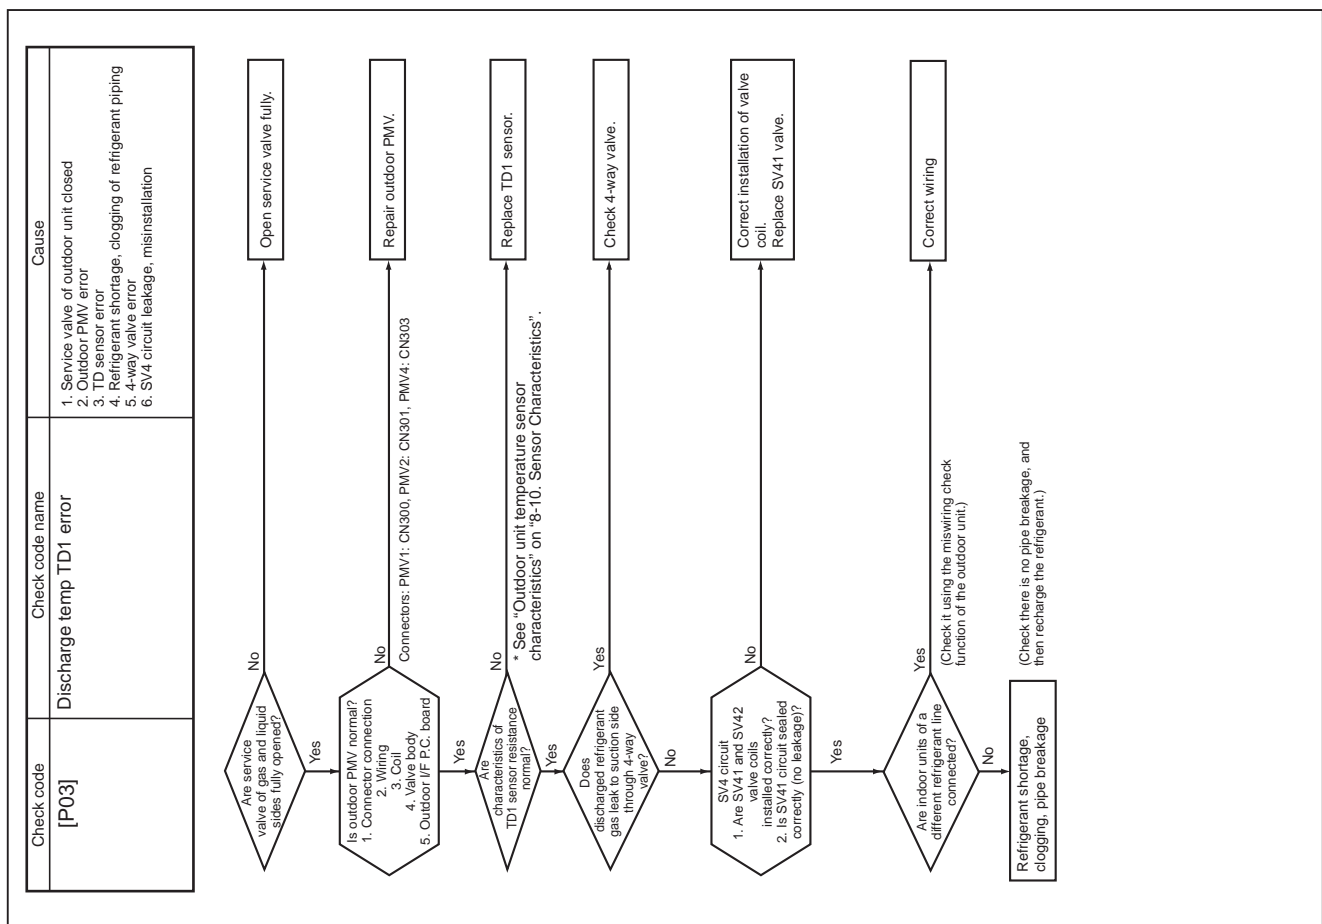 Check code
Check code name
Cause
[P03]
Discharge temp TD1 error
1. Service valve of outdoor unit closed
2. Outdoor PMV error
3. TD sensor error
4. Refrigerant shortage, clogging of refrigerant piping
5. 4-way valve error
6. SV4 circuit leakage, misinstallation
Are service
valve of gas and liquid
sides fully opened?
No
Open service valve fully.
Yes
Is outdoor PMV normal?
1. Connector connection
2. Wiring
3. Coil
4. Valve body
5. Outdoor I/F P.C. board
No
Repair outdoor PMV.
Connectors: PMV1: CN300, PMV2: CN301, PMV4: CN303
Yes
Are
characteristics of
TD1 sensor resistance
normal?
No
Replace TD1 sensor.
* See “Outdoor unit temperature sensor
characteristics” on “8-10. Sensor Characteristics”.
Yes
Does
discharged refrigerant
gas leak to suction side
through 4-way
valve?
Yes
Check 4-way valve.
No
SV4 circuit
1. Are SV41 and SV42
valve coils
installed correctly?
2. Is SV41 circuit sealed
correctly (no leakage)?
No
Correct installation of valve
coil.
Replace SV41 valve.
Yes
Are indoor units of a
different refrigerant line
connected?
Yes
Correct wiring
(Check it using the miswiring check
function of the outdoor unit.)
No
Refrigerant shortage,
clogging, pipe breakage
(Check there is no pipe breakage, and
then recharge the refrigerant.)